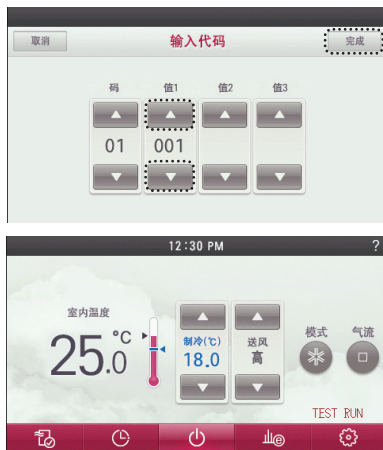 取消 输入代码 完成
码 值1 值2 值3
01 001
12:30 PM ?
室内温度
25.0 °C
制冷(℃)
18.0
送风
高
模式 气流
TEST RUN